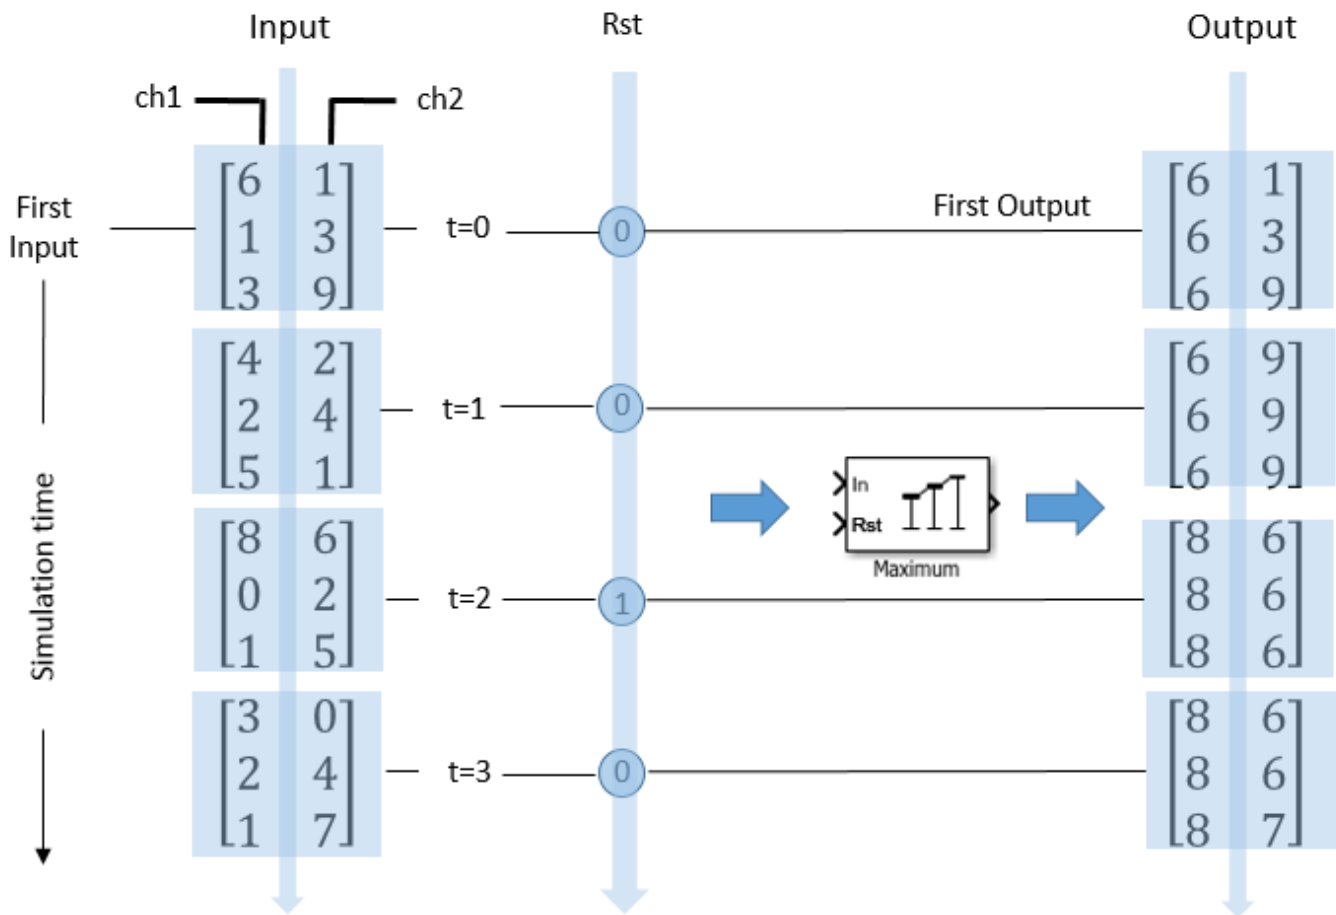 Input Rst Output
ch1 ch2
First Input
[6 1] [6 1]
[1 3] t=0 0 First Output [6 3]
[3 9] [6 9]
[4 2] [6 9]
[2 4] t=1 0 [6 9]
[5 1] [6 9]
In
Rst
Maximum
Simulation time
[8 6] [8 6]
[0 2] t=2 1 [8 6]
[1 5] [8 6]
[3 0] [8 6]
[2 4] t=3 0 [8 6]
[1 7] [8 7]